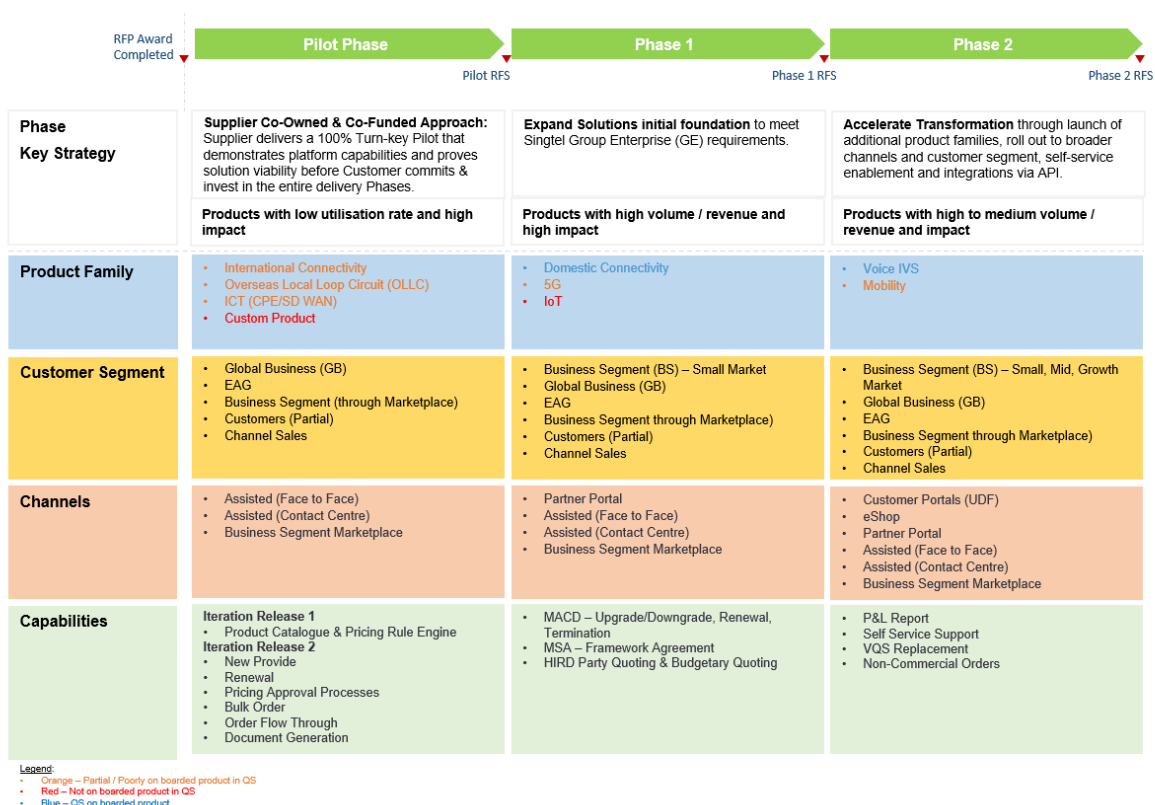 RFP Award
Completed
Pilot Phase
Phase 1
Phase 2
Pilot RFS
Phase 1 RFS
Phase 2 RFS
Phase
Key Strategy
Supplier Co-Owned & Co-Funded Approach:
Supplier delivers a 100% Turn-key Pilot that
demonstrates platform capabilities and proves
solution viability before Customer commits &
invest in the entire delivery Phases.
Expand Solutions initial foundation to meet
Singtel Group Enterprise (GE) requirements.
Accelerate Transformation through launch of
additional product families, roll out to broader
channels and customer segment, self-service
enablement and integrations via API.
Products with low utilisation rate and high
impact
Products with high volume / revenue and
high impact
Products with high to medium volume /
revenue and impact
Product Family
• International Connectivity
• Overseas Local Loop Circuit (OLLC)
• ICT (CPE/SD WAN)
• Custom Product
• Domestic Connectivity
• 5G
• IoT
• Voice IVS
• Mobility
Customer Segment
• Global Business (GB)
• EAG
• Business Segment (through Marketplace)
• Customers (Partial)
• Channel Sales
• Business Segment (BS) – Small Market
• Global Business (GB)
• EAG
• Business Segment through Marketplace)
• Customers (Partial)
• Channel Sales
• Business Segment (BS) – Small, Mid, Growth
Market
• Global Business (GB)
• EAG
• Business Segment through Marketplace)
• Customers (Partial)
• Channel Sales
Channels
• Assisted (Face to Face)
• Assisted (Contact Centre)
• Business Segment Marketplace
• Partner Portal
• Assisted (Face to Face)
• Assisted (Contact Centre)
• Business Segment Marketplace
• Customer Portals (UDF)
• eShop
• Partner Portal
• Assisted (Face to Face)
• Assisted (Contact Centre)
• Business Segment Marketplace
Capabilities
Iteration Release 1
• Product Catalogue & Pricing Rule Engine
Iteration Release 2
• New Provide
• Renewal
• Pricing Approval Processes
• Bulk Order
• Order Flow Through
• Document Generation
• MACD – Upgrade/Downgrade, Renewal,
Termination
• MSA – Framework Agreement
• HIRD Party Quoting & Budgetary Quoting
• P&L Report
• Self Service Support
• VQS Replacement
• Non-Commercial Orders
Legend:
• Orange – Partial / Poorly on boarded product in QS
• Red – Not on boarded product in QS
• Blue – QS on boarded product